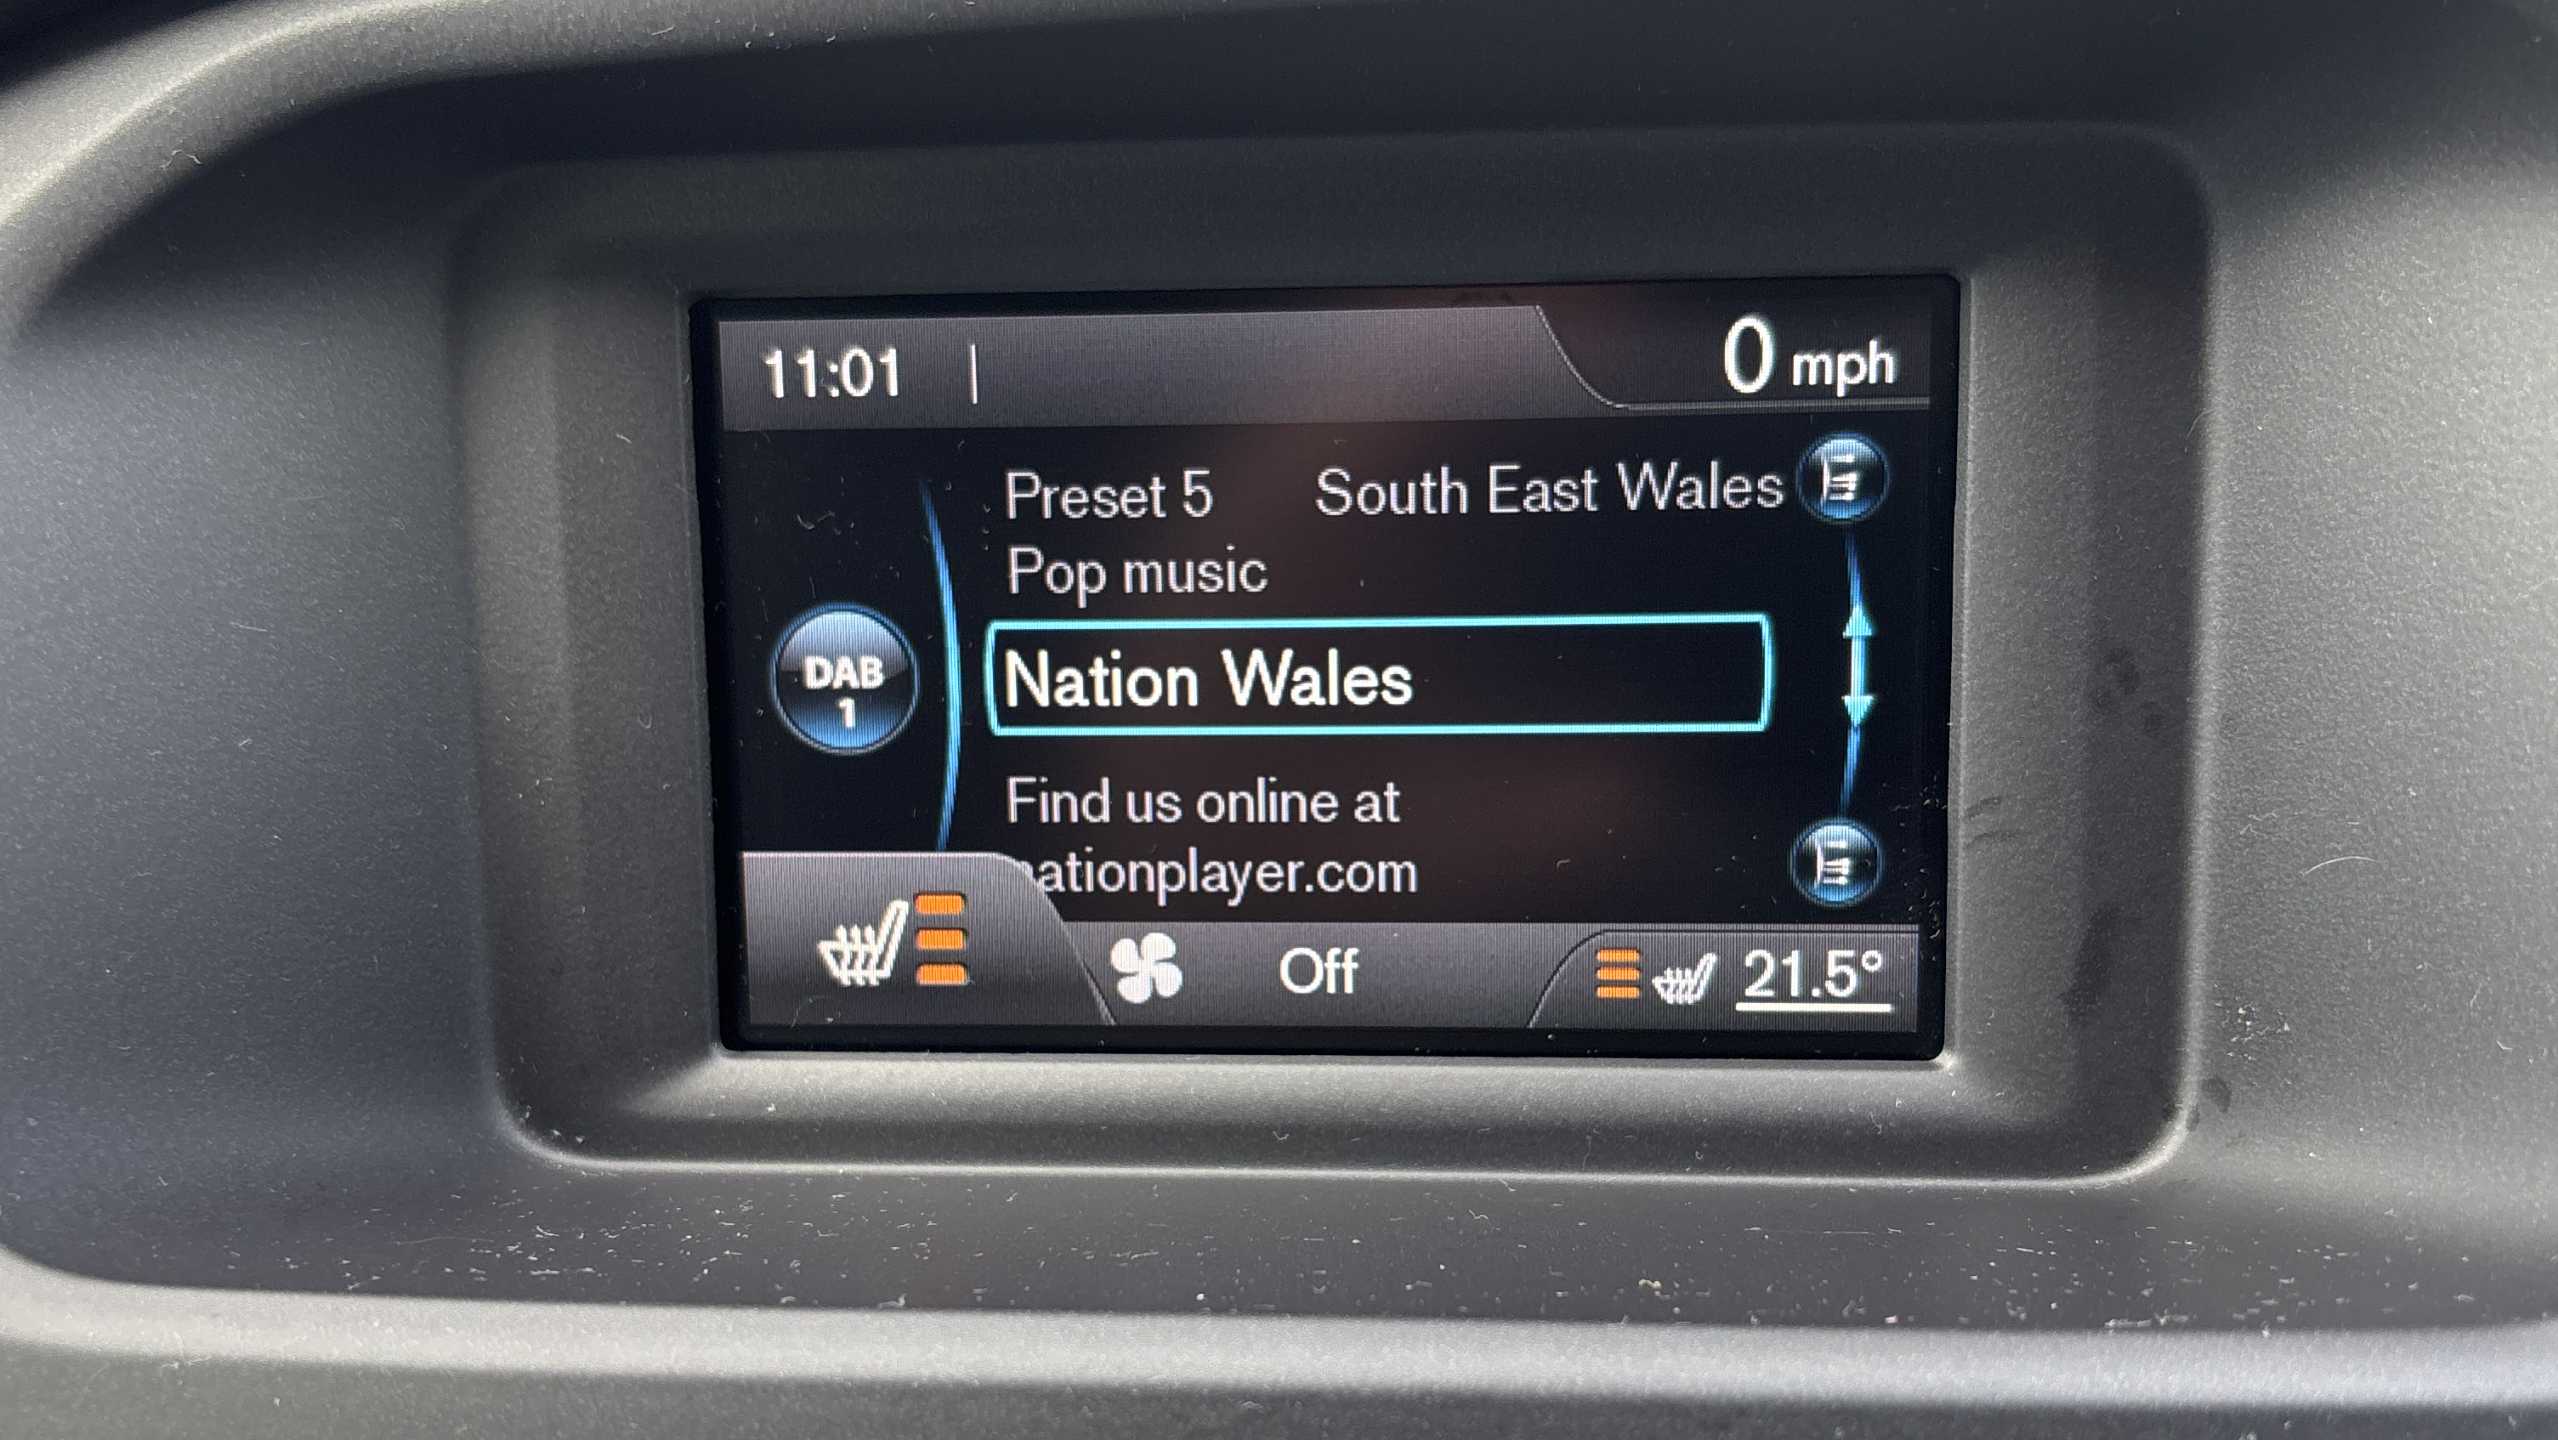 11:01
0 mph
Preset 5 South East Wales
Pop music
DAB
1
Nation Wales
Find us online at
nationplayer.com
Off
21.5°